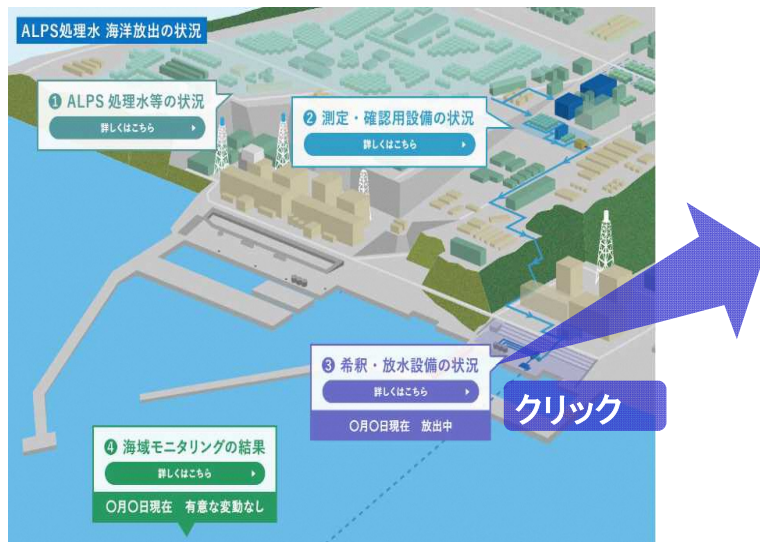 ALPS処理水 海洋放出の状況
❶ ALPS 処理水等の状況
詳しくはこちら
❷ 測定・確認用設備の状況
詳しくはこちら
❸ 希釈・放水設備の状況
詳しくはこちら
〇月〇日現在 放出中
クリック
❹ 海域モニタリングの結果
詳しくはこちら
〇月〇日現在 有意な変動なし